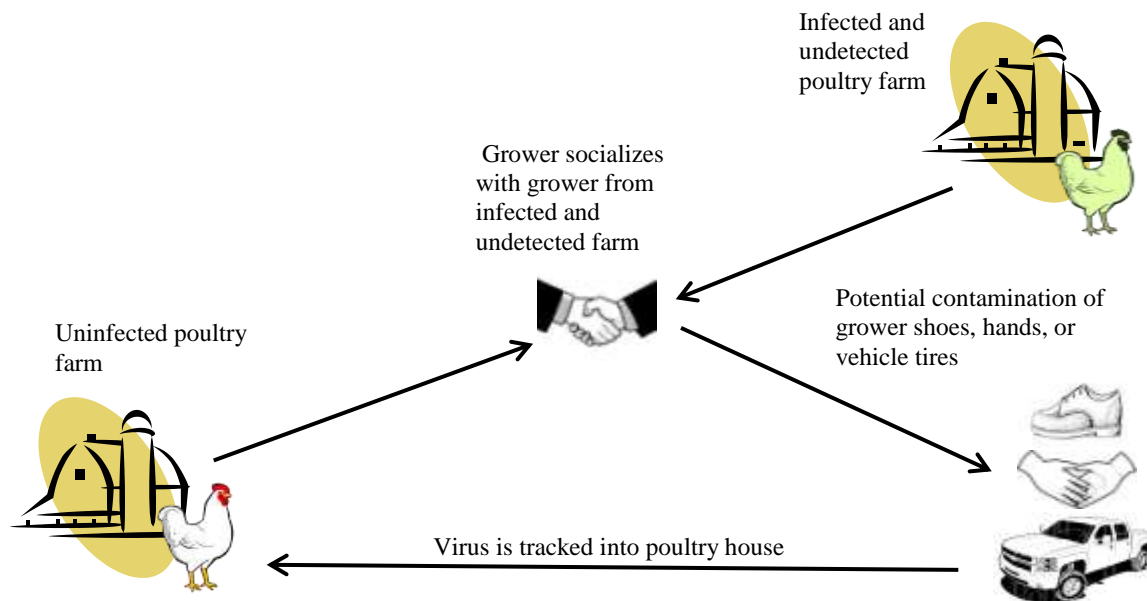 Infected and
undetected
poultry farm
Grower socializes
with grower from
infected and
undetected farm
Potential contamination of
grower shoes, hands, or
vehicle tires
Uninfected poultry
farm
Virus is tracked into poultry house